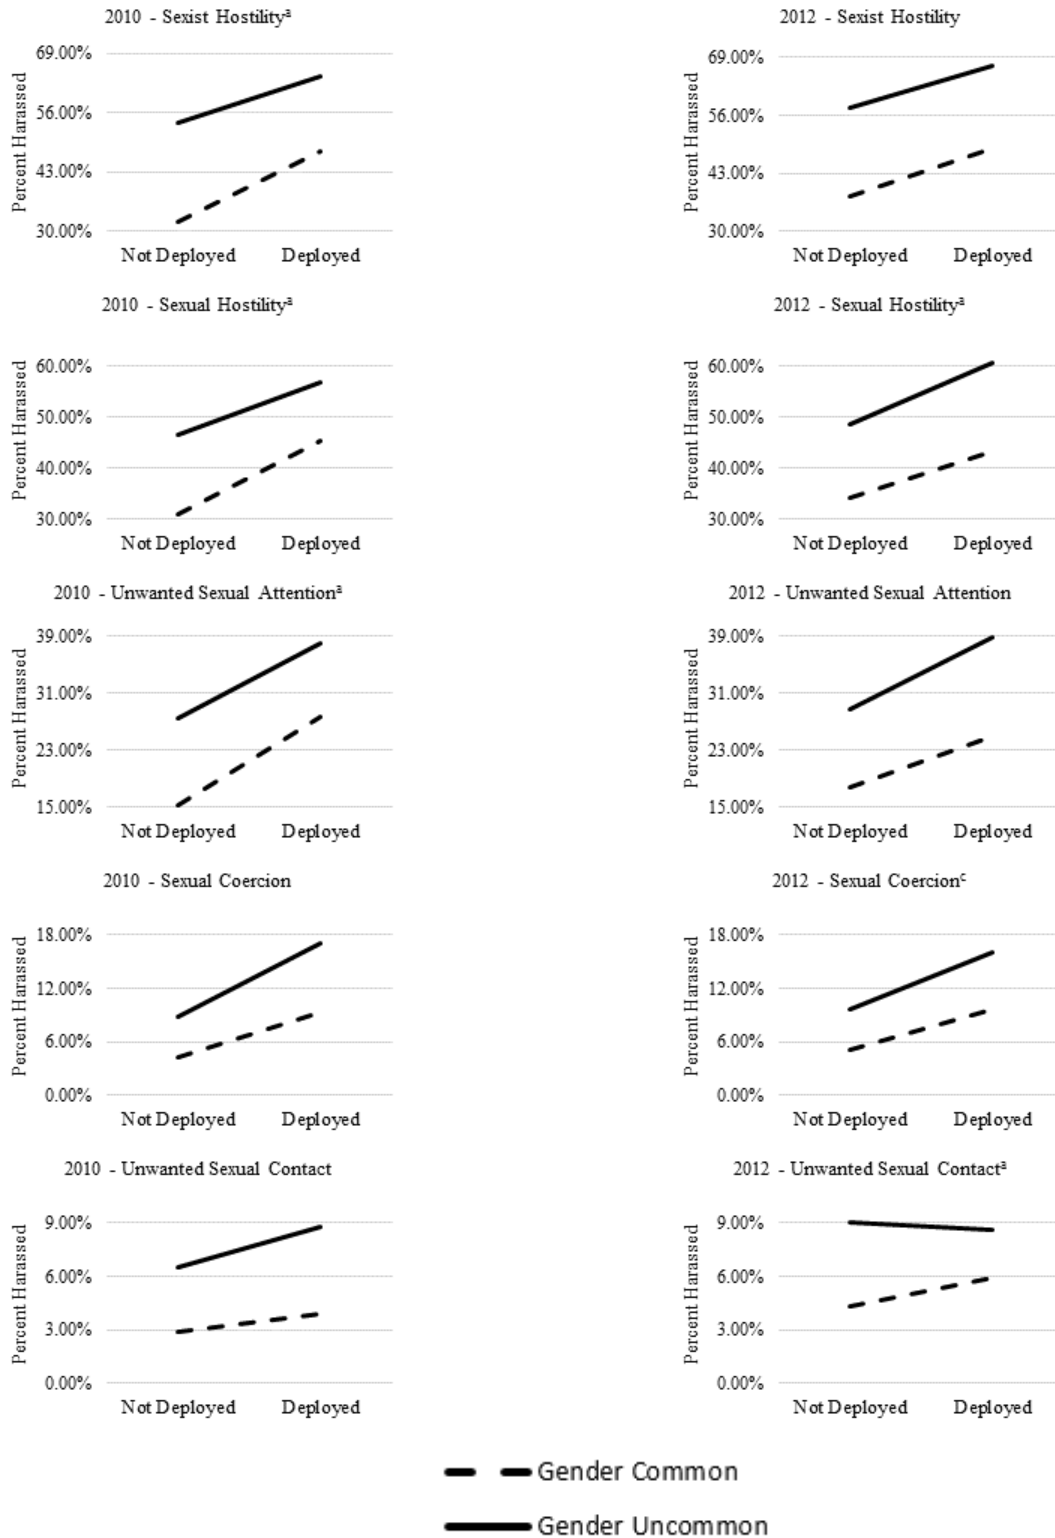 2010 - Sexist Hostilityª
69.00%
56.00%
43.00%
30.00%
Percent Harassed
Not Deployed Deployed
2012 - Sexist Hostility
69.00%
56.00%
43.00%
30.00%
Percent Harassed
Not Deployed Deployed
2010 - Sexual Hostilityª
60.00%
50.00%
40.00%
30.00%
Percent Harassed
Not Deployed Deployed
2012 - Sexual Hostilityª
60.00%
50.00%
40.00%
30.00%
Percent Harassed
Not Deployed Deployed
2010 - Unwanted Sexual Attentionª
39.00%
31.00%
23.00%
15.00%
Percent Harassed
Not Deployed Deployed
2012 - Unwanted Sexual Attention
39.00%
31.00%
23.00%
15.00%
Percent Harassed
Not Deployed Deployed
2010 - Sexual Coercion
18.00%
12.00%
6.00%
0.00%
Percent Harassed
Not Deployed Deployed
2012 - Sexual Coercionᶜ
18.00%
12.00%
6.00%
0.00%
Percent Harassed
Not Deployed Deployed
2010 - Unwanted Sexual Contact
9.00%
6.00%
3.00%
0.00%
Percent Harassed
Not Deployed Deployed
2012 - Unwanted Sexual Contactª
9.00%
6.00%
3.00%
0.00%
Percent Harassed
Not Deployed Deployed
Gender Common
Gender Uncommon